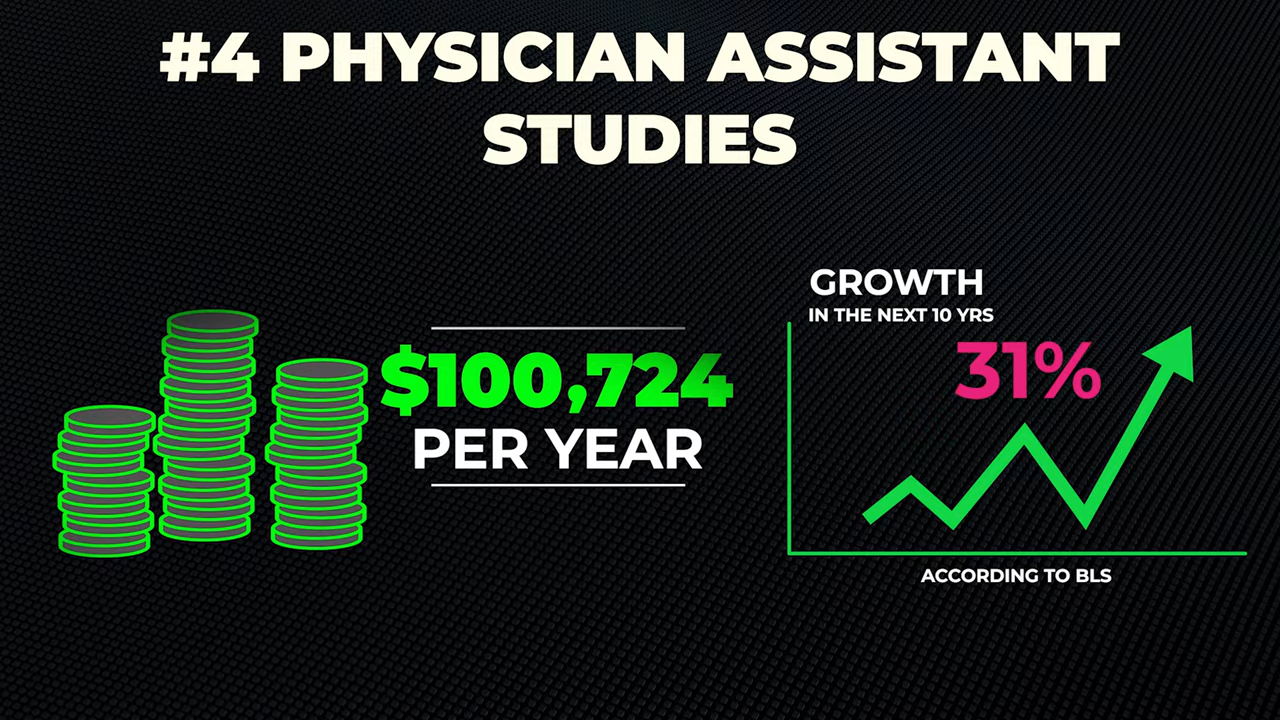 #4 PHYSICIAN ASSISTANT
STUDIES
$100,724
PER YEAR
GROWTH
IN THE NEXT 10 YRS
31%
ACCORDING TO BLS